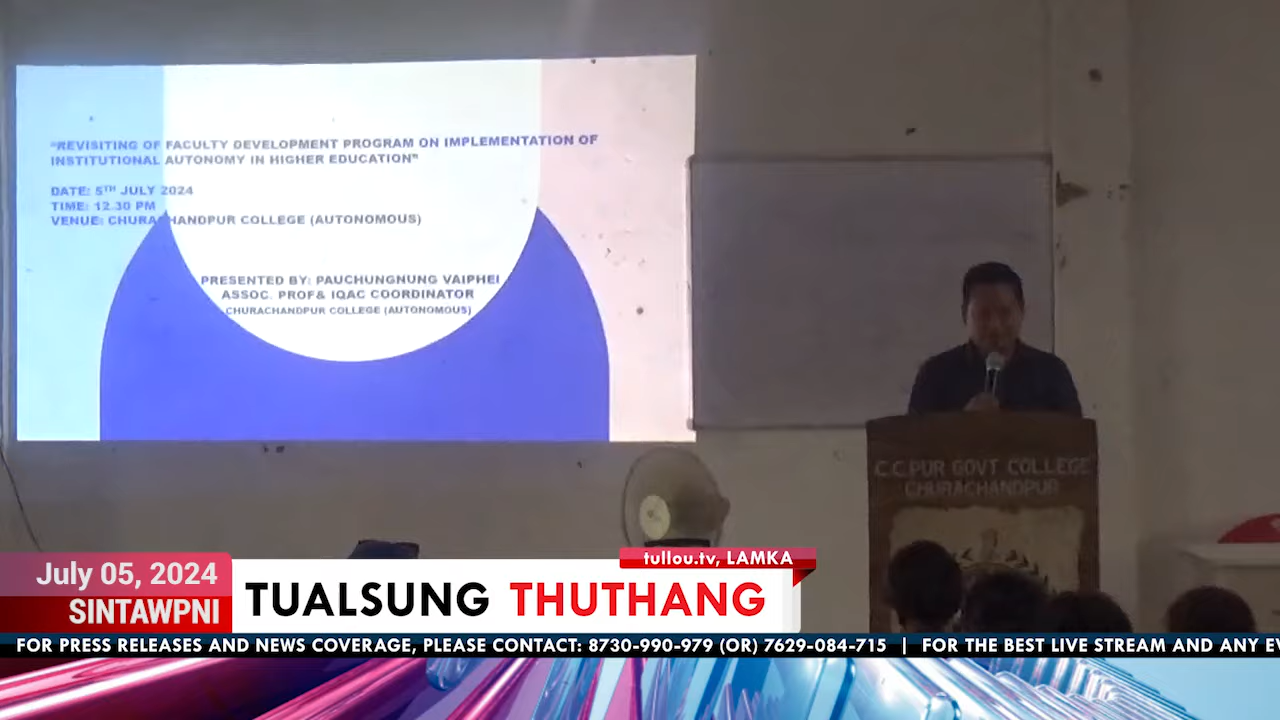 “REVISITING OF FACULTY DEVELOPMENT PROGRAM ON IMPLEMENTATION OF
INSTITUTIONAL AUTONOMY IN HIGHER EDUCATION”
DATE: 5TH JULY 2024
TIME: 12.30 PM
VENUE: CHURACHANDPUR COLLEGE (AUTONOMOUS)
PRESENTED BY: PAUCHUNGNUNG VAIPHEI
ASSOC. PROF& IQAC COORDINATOR
CHURACHANDPUR COLLEGE (AUTONOMOUS)
C.C.PUR GOVT COLLEGE
CHURACHANDPUR
tullou.tv, LAMKA
July 05, 2024
SINTAWPNI
TUALSUNG THUTHANG
FOR PRESS RELEASES AND NEWS COVERAGE, PLEASE CONTACT: 8730-990-979 (OR) 7629-084-715 | FOR THE BEST LIVE STREAM AND ANY EV